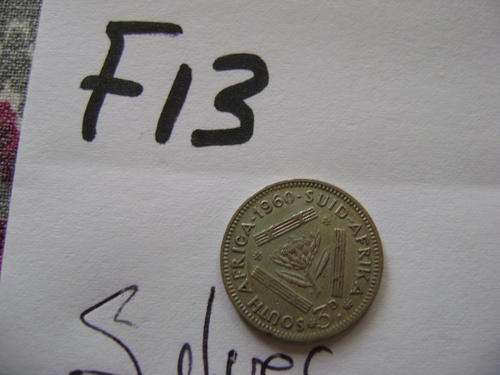 F13
SOUTH AFRICA·1960·SUID-AFRIKA
3D
Silver